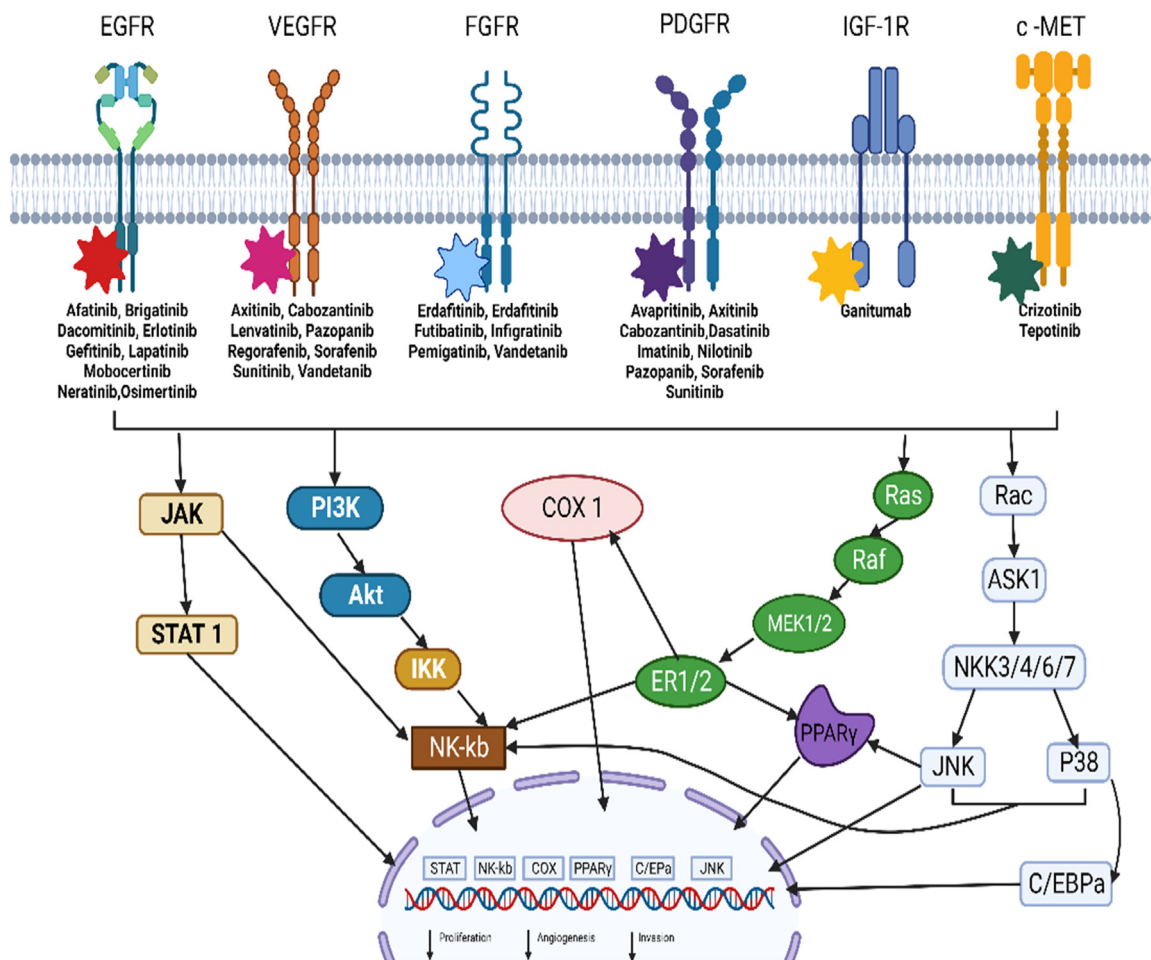 EGFR
VEGFR
FGFR
PDGFR
IGF-1R
c -MET
Afatinib, Brigatinib
Dacomitinib, Erlotinib
Gefitinib, Lapatinib
Mobocertinib
Neratinib,Osimertinib
Axitinib, Cabozantinib
Lenvatinib, Pazopanib
Regorafenib, Sorafenib
Sunitinib, Vandetanib
Erdafitinib, Erdafitinib
Futibatinib, Infigratinib
Pemigatinib, Vandetanib
Avapritinib, Axitinib
Cabozantinib,Dasatinib
Imatinib, Nilotinib
Pazopanib, Sorafenib
Sunitinib
Ganitumab
Crizotinib
Tepotinib
JAK
PI3K
COX 1
Ras
Rac
Raf
ASK1
Akt
STAT 1
MEK1/2
IKK
ER1/2
NKK3/4/6/7
NK-kb
PPARγ
JNK
P38
STAT
NK-kb
COX
PPARγ
C/EPa
JNK
C/EBPa
Proliferation
Angiogenesis
Invasion